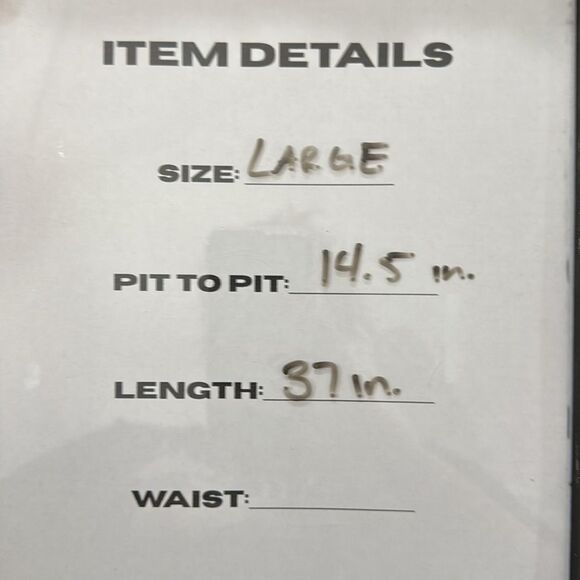 ITEM DETAILS
SIZE: LARGE
PIT TO PIT: 14.5 in.
LENGTH: 37 in.
WAIST: